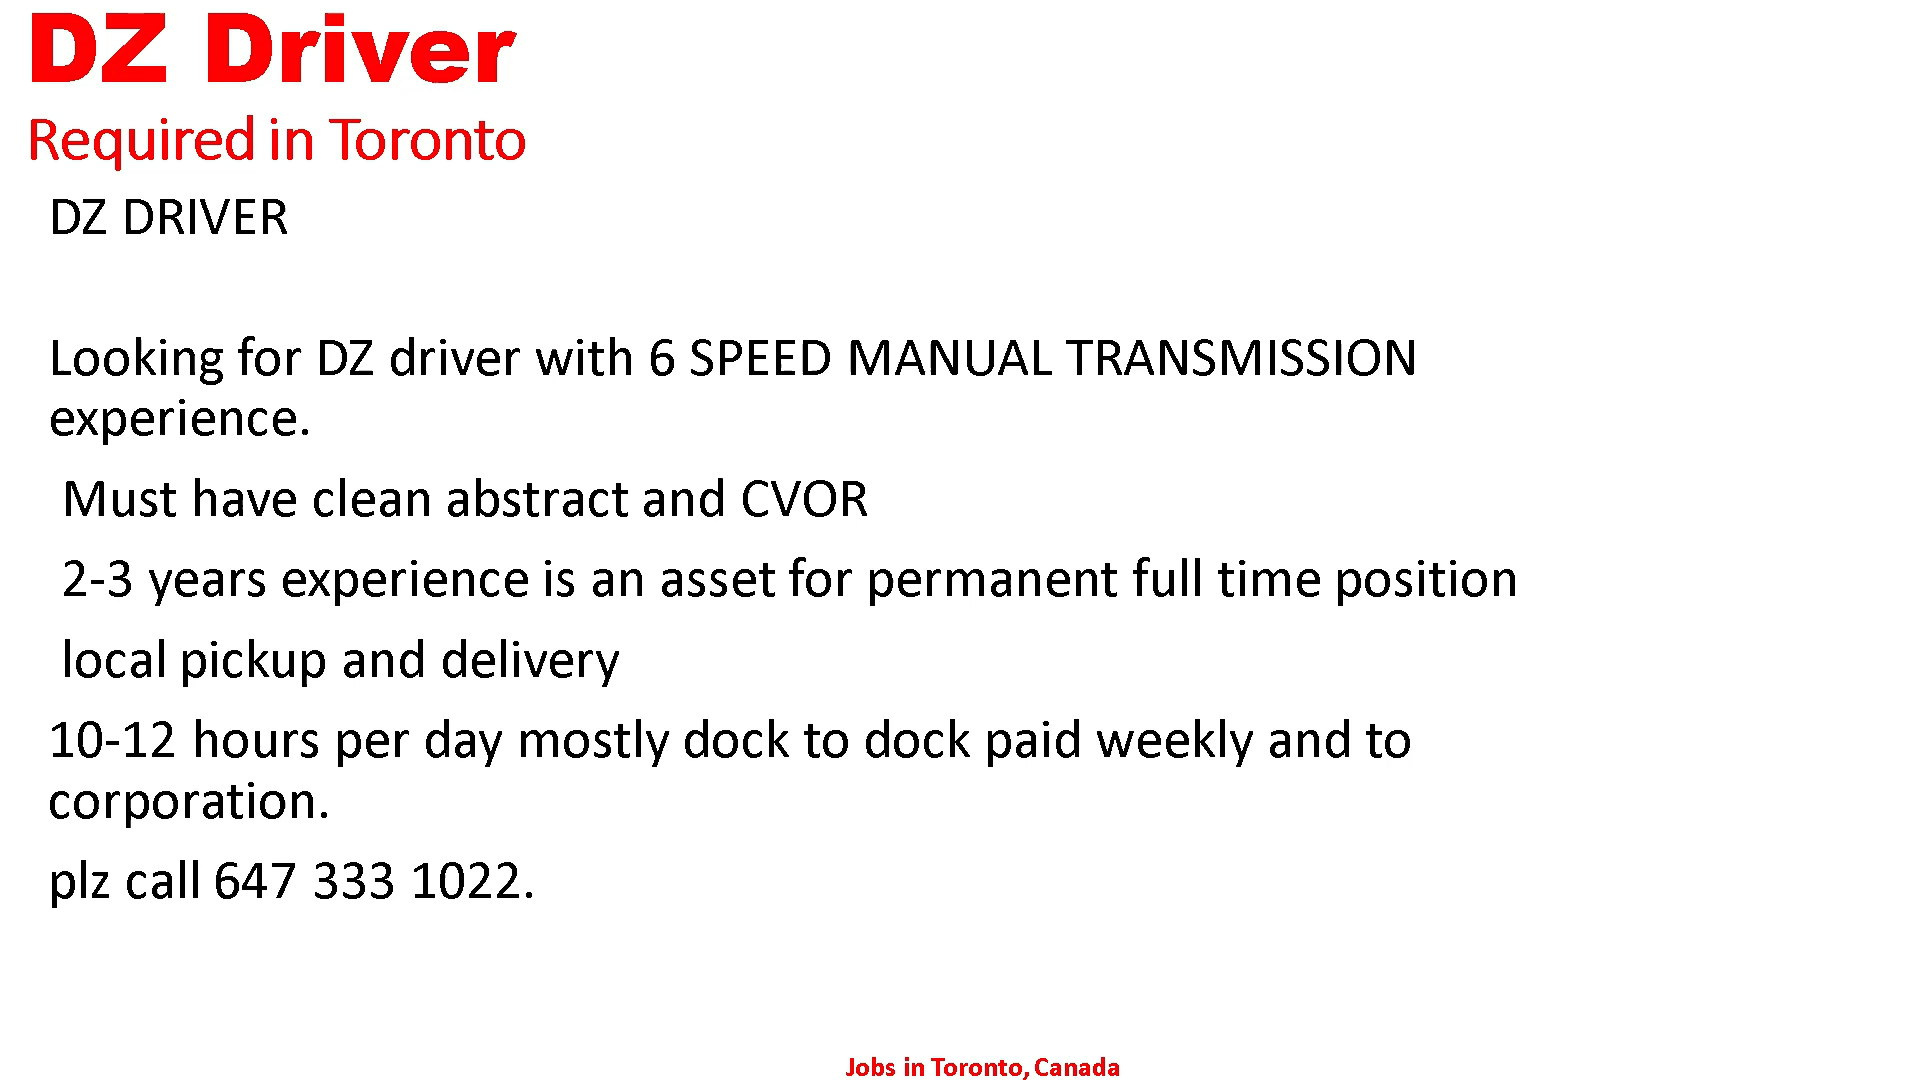 DZ Driver
Required in Toronto
DZ DRIVER
Looking for DZ driver with 6 SPEED MANUAL TRANSMISSION
experience.
Must have clean abstract and CVOR
2-3 years experience is an asset for permanent full time position
local pickup and delivery
10-12 hours per day mostly dock to dock paid weekly and to
corporation.
plz call 647 333 1022.
Jobs in Toronto, Canada